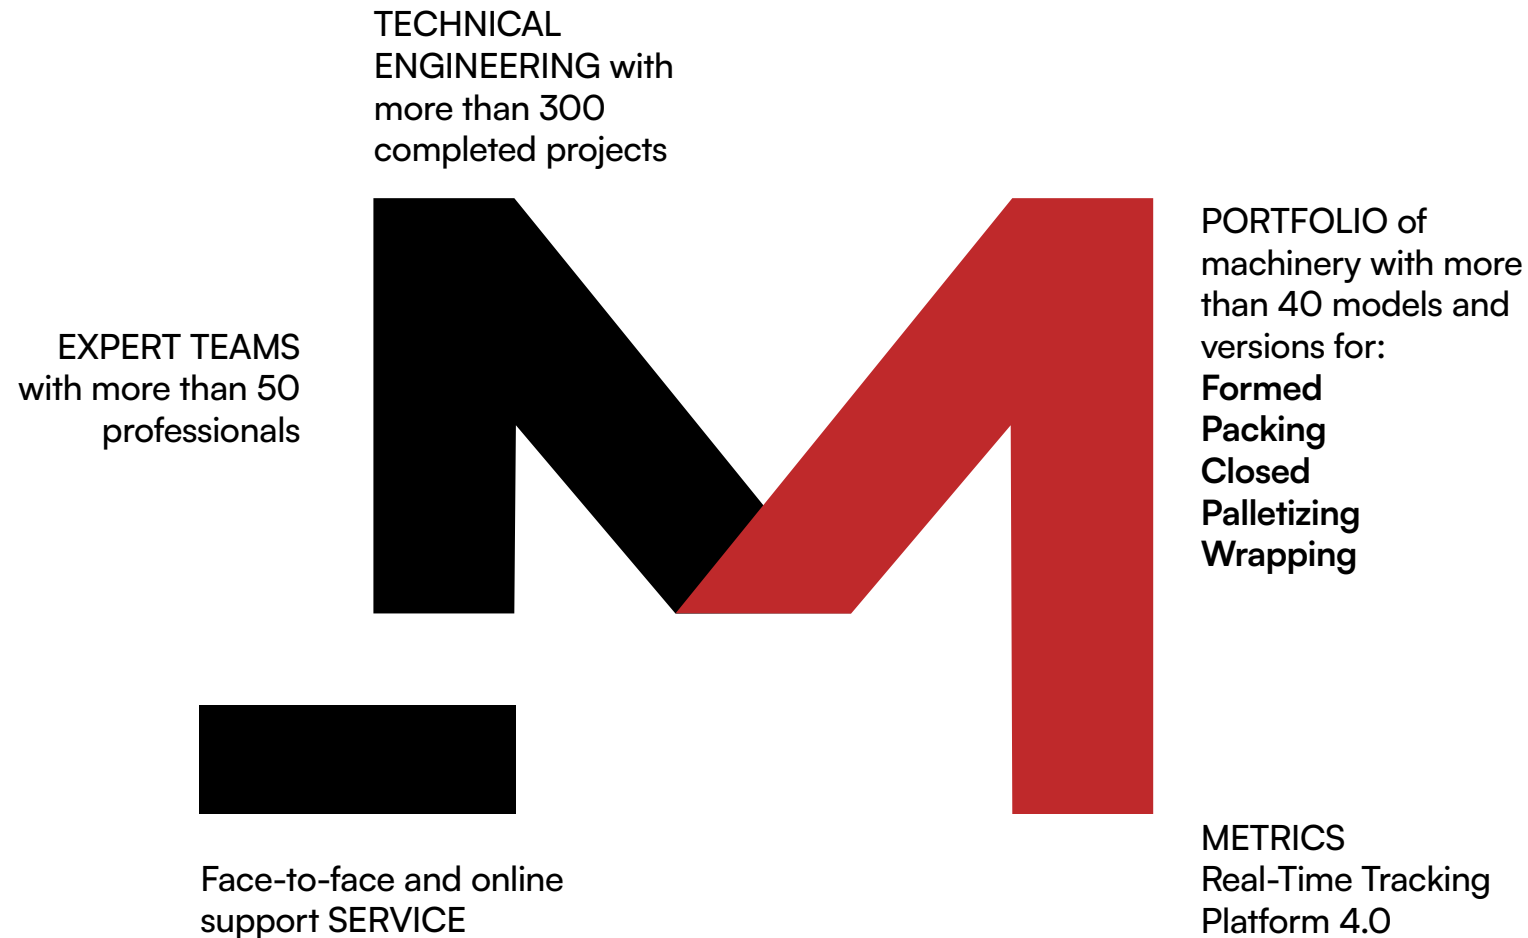 TECHNICAL
ENGINEERING with
more than 300
completed projects
EXPERT TEAMS
with more than 50
professionals
PORTFOLIO of
machinery with more
than 40 models and
versions for:
Formed
Packing
Closed
Palletizing
Wrapping
Face-to-face and online
support SERVICE
METRICS
Real-Time Tracking
Platform 4.0